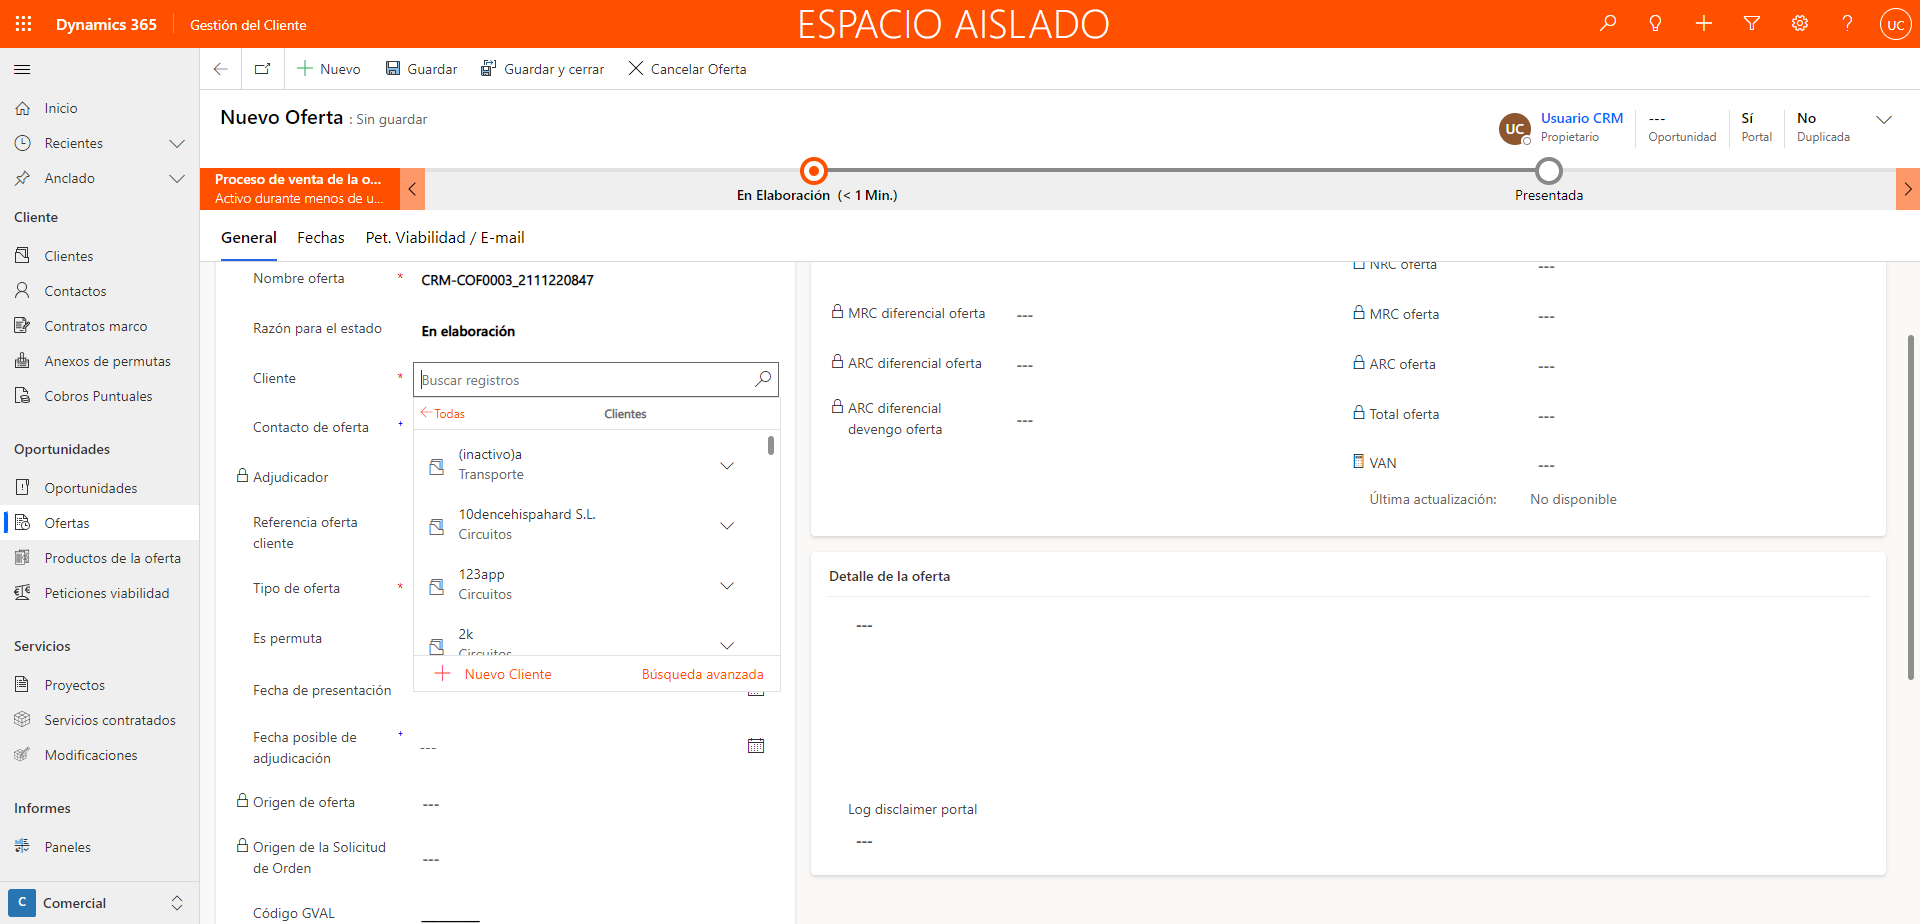 Dynamics 365
Gestión del Cliente
ESPACIO AISLADO
UC
Nuevo
Guardar
Guardar y cerrar
Cancelar Oferta
Inicio
Recientes
Anclado
Cliente
Clientes
Contactos
Contratos marco
Anexos de permutas
Cobros Puntuales
Oportunidades
Oportunidades
Ofertas
Productos de la oferta
Peticiones viabilidad
Servicios
Proyectos
Servicios contratados
Modificaciones
Informes
Paneles
C Comercial
Nuevo Oferta : Sin guardar
UC
Usuario CRM
Propietario
---
Oportunidad
Sí
Portal
No
Duplicada
Proceso de venta de la o...
Activo durante menos de u...
En Elaboración (< 1 Min.)
Presentada
General
Fechas
Pet. Viabilidad / E-mail
Nombre oferta *
CRM-COF0003_2111220847
Razón para el estado
En elaboración
Cliente *
Buscar registros
Todas
Clientes
(inactivo)a
Transporte
10dencehispahard S.L.
Circuitos
123app
Circuitos
2k
Circuitos
Nuevo Cliente
Búsqueda avanzada
Contacto de oferta +
Adjudicador
Referencia oferta
cliente
Tipo de oferta *
Es permuta
Fecha de presentación
Fecha posible de
adjudicación +
---
Origen de oferta
---
Origen de la Solicitud
de Orden
---
Código GVAL
MRC diferencial oferta
---
ARC diferencial oferta
---
ARC diferencial
devengo oferta
---
NRC oferta
---
MRC oferta
---
ARC oferta
---
Total oferta
---
VAN
---
Última actualización:
No disponible
Detalle de la oferta
---
Log disclaimer portal
---